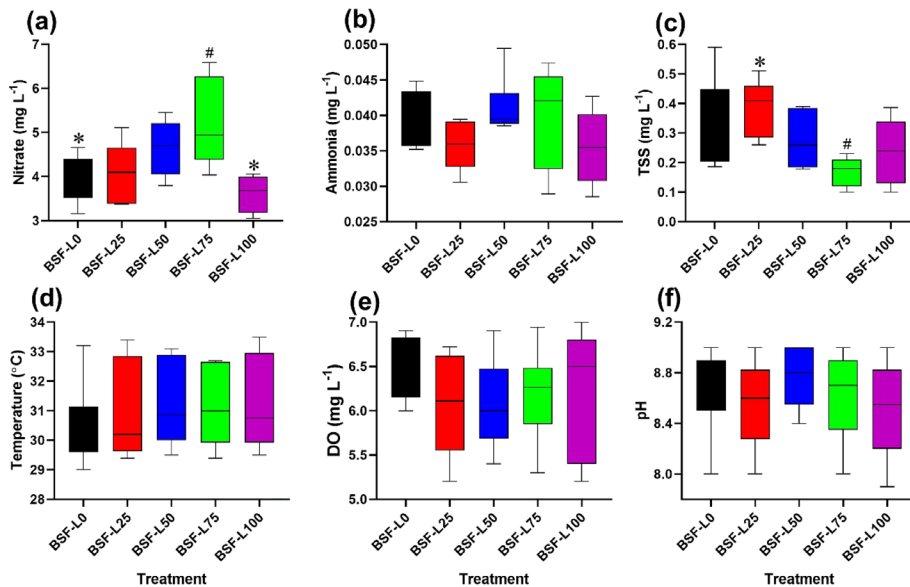 (a)
Nitrate (mg L⁻¹)
7
6
5
4
3
*
#
*
BSF-L0
BSF-L25
BSF-L50
BSF-L75
BSF-L100
(b)
Ammonia (mg L⁻¹)
0.050
0.045
0.040
0.035
0.030
0.025
BSF-L0
BSF-L25
BSF-L50
BSF-L75
BSF-L100
(c)
TSS (mg L⁻¹)
0.6
0.5
0.4
0.3
0.2
0.1
0.0
*
#
BSF-L0
BSF-L25
BSF-L50
BSF-L75
BSF-L100
(d)
Temperature (°C)
34
33
32
31
30
29
28
BSF-L0
BSF-L25
BSF-L50
BSF-L75
BSF-L100
Treatment
(e)
DO (mg L⁻¹)
7.0
6.5
6.0
5.5
5.0
BSF-L0
BSF-L25
BSF-L50
BSF-L75
BSF-L100
Treatment
(f)
pH
9.2
8.8
8.4
8.0
BSF-L0
BSF-L25
BSF-L50
BSF-L75
BSF-L100
Treatment